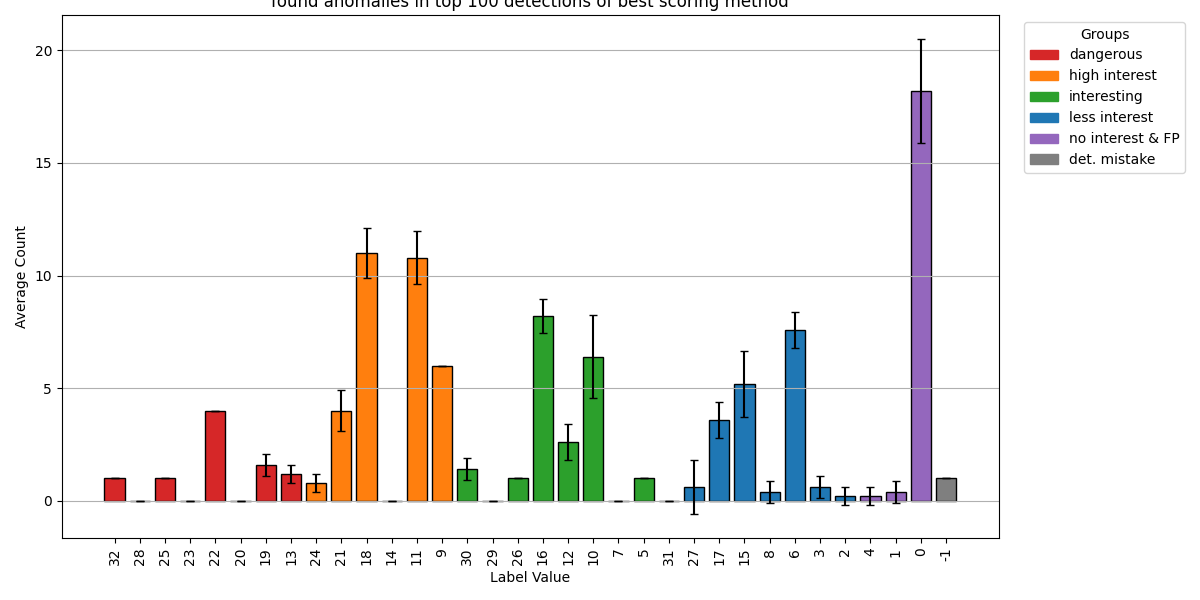 found anomalies in top 100 detections of best scoring method
Groups
dangerous
high interest
interesting
less interest
no interest & FP
det. mistake
Average Count
20
15
10
5
0
32 28 25 23 22 20 19 13 24 21 18 14 11 9 30 29 26 16 12 10 7 5 31 27 17 15 8 6 3 2 4 1 0 -1
Label Value